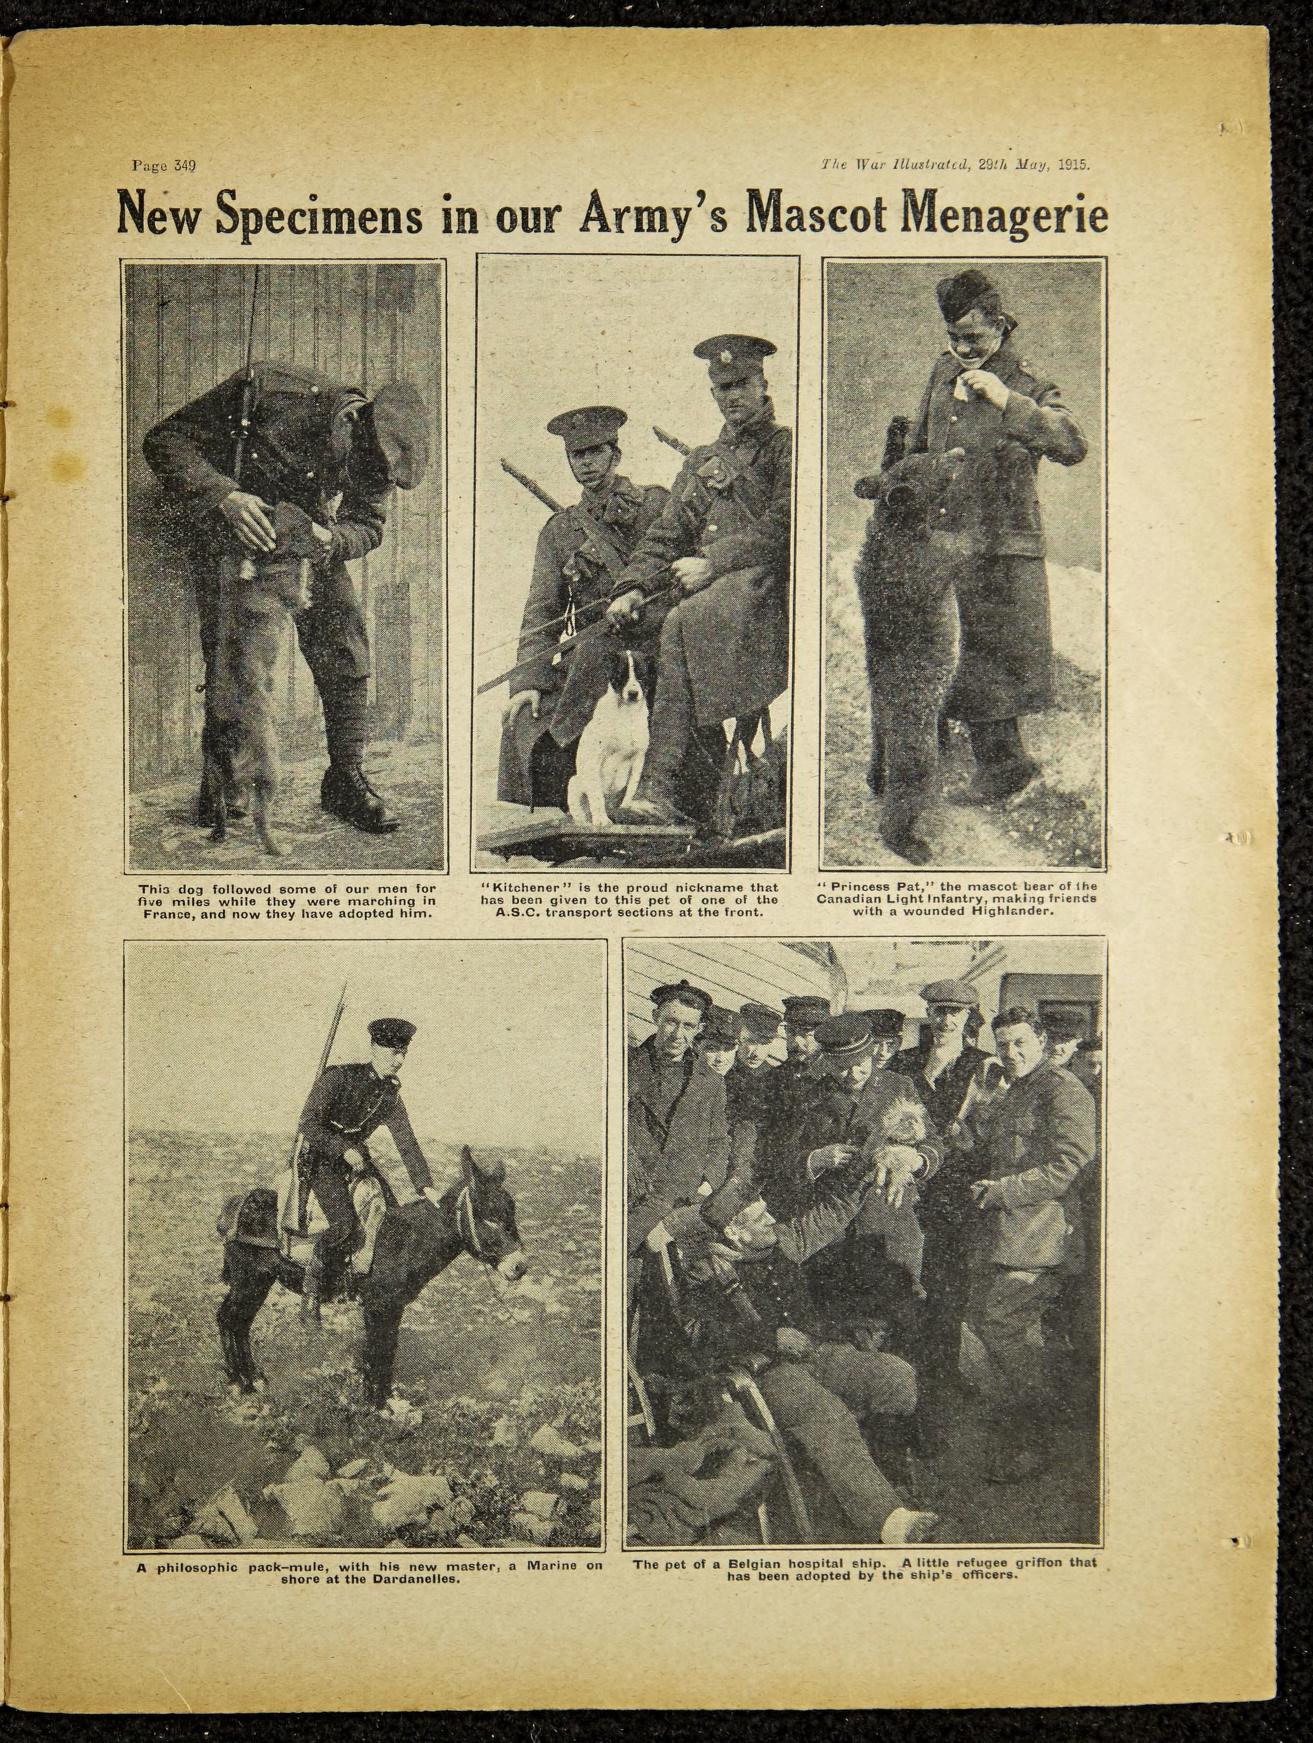 Page 349
The War Illustrated, 29th May, 1915.
New Specimens in our Army's Mascot Menagerie
This dog followed some of our men for
five miles while they were marching in
France, and now they have adopted him.
"Kitchener" is the proud nickname that
has been given to this pet of one of the
A.S.C. transport sections at the front.
"Princess Pat," the mascot bear of the
Canadian Light Infantry, making friends
with a wounded Highlander.
A philosophic pack-mule, with his new master, a Marine on
shore at the Dardanelles.
The pet of a Belgian hospital ship. A little refugee griffon that
has been adopted by the ship's officers.